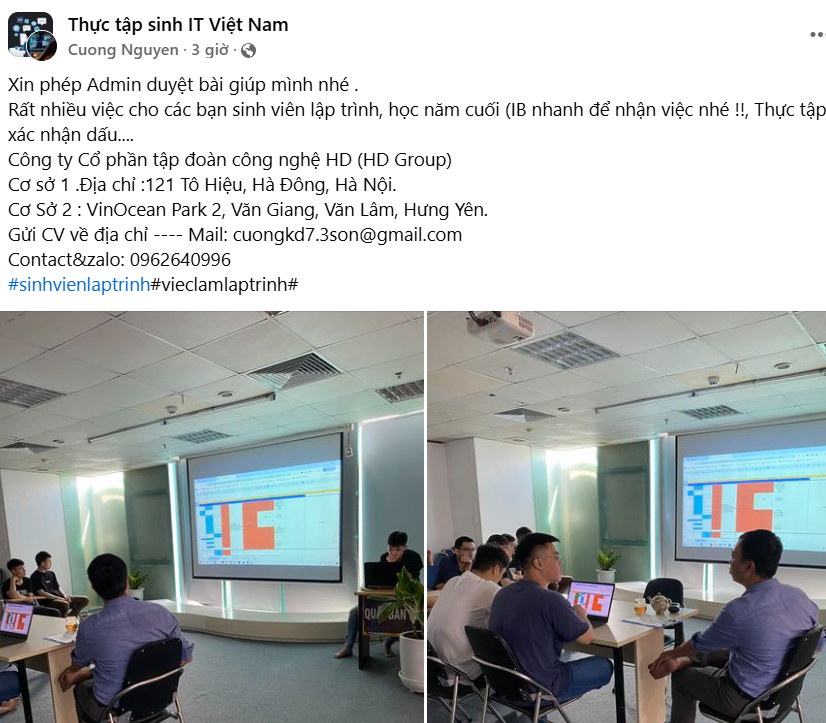 Thực tập sinh IT Việt Nam
Cuong Nguyen · 3 giờ ·
Xin phép Admin duyệt bài giúp mình nhé .
Rất nhiều việc cho các bạn sinh viên lập trình, học năm cuối (IB nhanh để nhận việc nhé !!, Thực tập
xác nhận dấu....
Công ty Cổ phần tập đoàn công nghệ HD (HD Group)
Cơ sở 1 .Địa chỉ :121 Tô Hiệu, Hà Đông, Hà Nội.
Cơ Sở 2 : VinOcean Park 2, Văn Giang, Văn Lâm, Hưng Yên.
Gửi CV về địa chỉ ---- Mail: cuongkd7.3son@gmail.com
Contact&zalo: 0962640996
#sinhvienlaptrinh#vieclamlaptrinh#